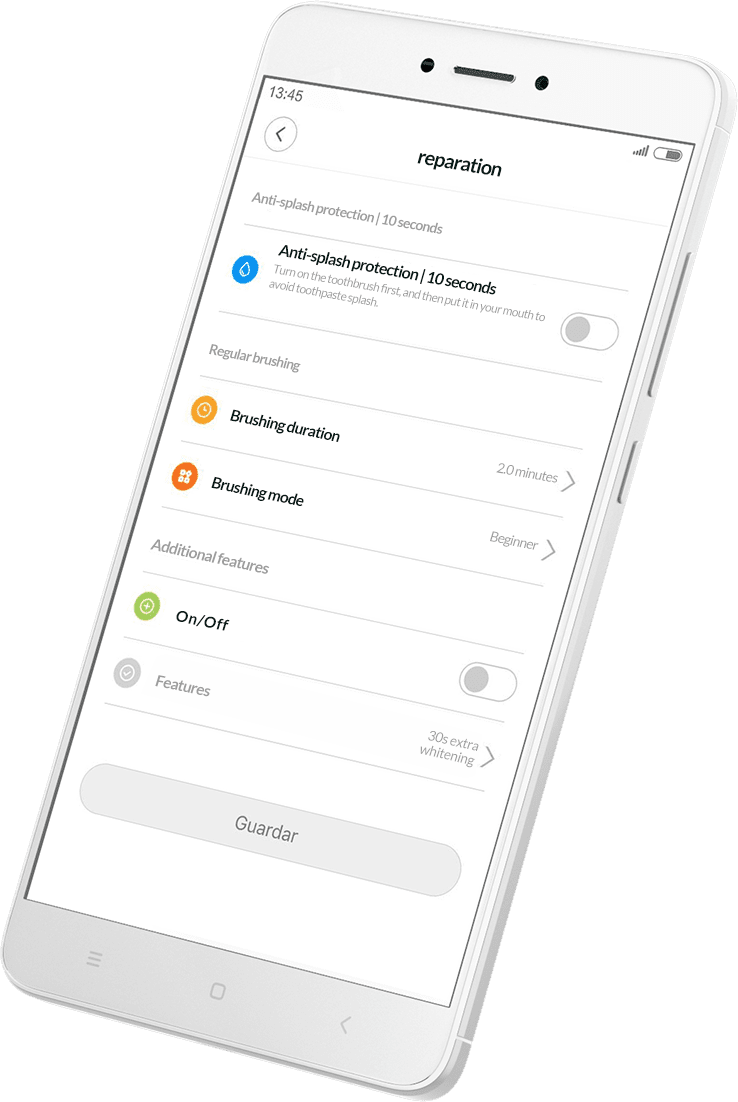 13:45
reparation
Anti-splash protection | 10 seconds
Anti-splash protection | 10 seconds
Turn on the toothbrush first, and then put it in your mouth to
avoid toothpaste splash.
Regular brushing
Brushing duration
2.0 minutes
Brushing mode
Beginner
Additional features
On/Off
Features
30s extra
whitening
Guardar